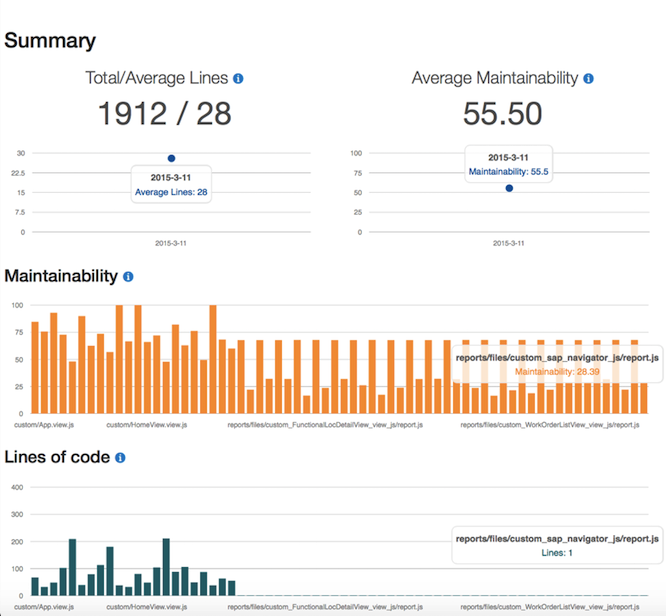 Summary
Total/Average Lines i
Average Maintainability i
1912 / 28
55.50
30
22.5
15
7.5
0
2015-3-11
Average Lines: 28
2015-3-11
100
75
50
25
0
2015-3-11
Maintainability: 55.5
2015-3-11
Maintainability i
100
75
50
25
0
reports/files/custom_sap_navigator_js/report.js
Maintainability: 28.39
custom/App.view.js
custom/HomeView.view.js
reports/files/custom_FunctionalLocDetailView_view_js/report.js
reports/files/custom_WorkOrderListView_view_js/report.js
Lines of code i
400
300
200
100
0
reports/files/custom_sap_navigator_js/report.js
Lines: 1
custom/App.view.js
custom/HomeView.view.js
reports/files/custom_FunctionalLocDetailView_view_js/report.js
reports/files/custom_WorkOrderListView_view_js/report.js